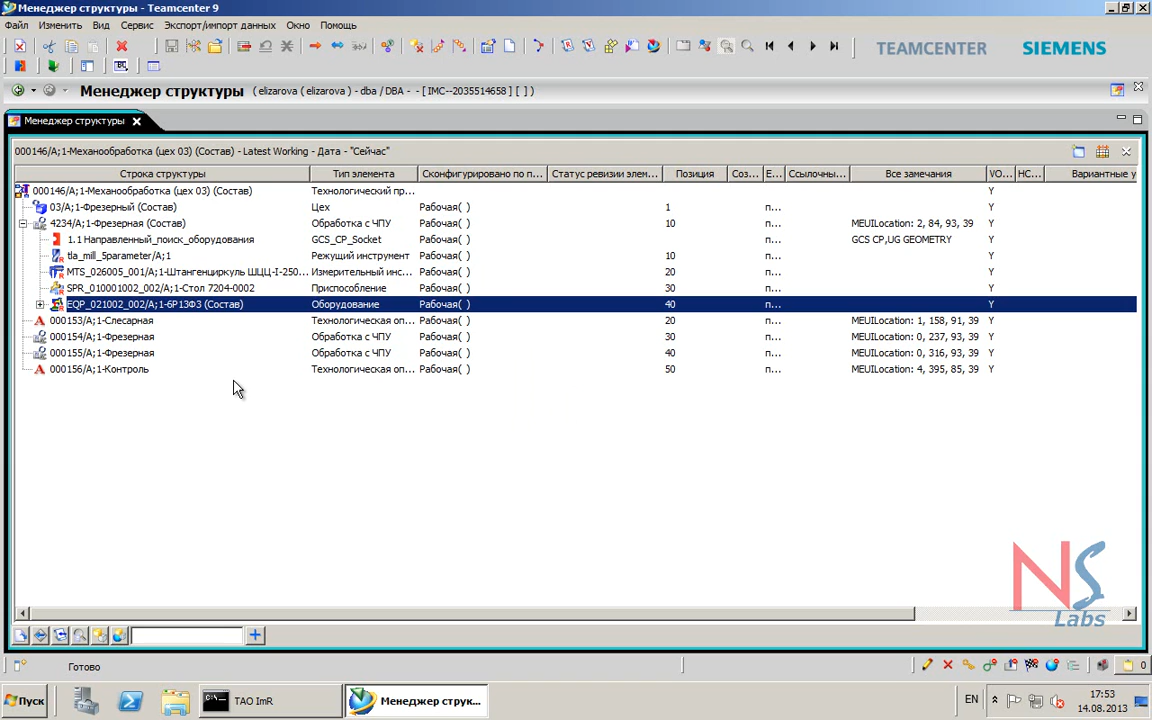 Менеджер структуры - Teamcenter 9
Файл Изменить Вид Сервис Экспорт/импорт данных Окно Помощь
TEAMCENTER SIEMENS
Менеджер структуры ( elizarova ( elizarova ) - dba / DBA - - [ IMC--2035514658 ] [ ] )
Менеджер структуры
000146/A;1-Механообработка (цех 03) (Состав) - Latest Working - Дата - "Сейчас"
Строка структуры Тип элемента Сконфигурировано по п... Статус ревизии элем... Позиция Соз... Е... Ссылочны... Все замечания VO... НС... Вариантные у
000146/A;1-Механообработка (цех 03) (Состав) Технологический пр... Y
03/A;1-Фрезерный (Состав) Цех Рабочая( ) 1 п... Y
4234/A;1-Фрезерная (Состав) Обработка с ЧПУ Рабочая( ) 10 п... MEUILocation: 2, 84, 93, 39 Y
1.1 Направленный_поиск_оборудования GCS_CP_Socket Рабочая( ) п... GCS CP,UG GEOMETRY Y
tla_mill_5parameter/A;1 Режущий инструмент Рабочая( ) 10 п... Y
MTS_026005_001/A;1-Штангенциркуль ШЦЦ-I-250... Измерительный инс... Рабочая( ) 20 п... Y
SPR_010001002_002/A;1-Стол 7204-0002 Приспособление Рабочая( ) 30 п... Y
EQP_021002_002/A;1-6Р13Ф3 (Состав) Оборудование Рабочая( ) 40 п... Y
000153/A;1-Слесарная Технологическая оп... Рабочая( ) 20 п... MEUILocation: 1, 158, 91, 39 Y
000154/A;1-Фрезерная Обработка с ЧПУ Рабочая( ) 30 п... MEUILocation: 0, 237, 93, 39 Y
000155/A;1-Фрезерная Обработка с ЧПУ Рабочая( ) 40 п... MEUILocation: 0, 316, 93, 39 Y
000156/A;1-Контроль Технологическая оп... Рабочая( ) 50 п... MEUILocation: 4, 395, 85, 39 Y
NS
Labs
Готово
0
Пуск TAO ImR Менеджер струк... EN 17:53
14.08.2013